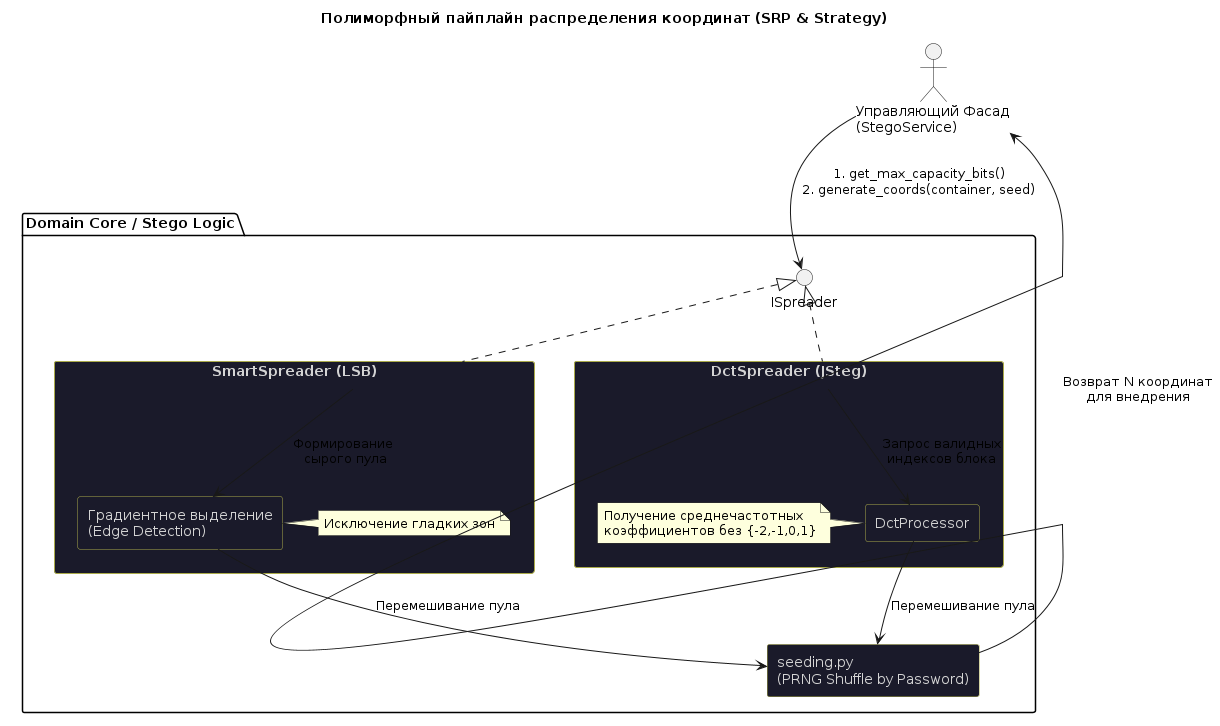 Полиморфный пайплайн распределения координат (SRP & Strategy)
Управляющий Фасад
(StegoService)
1. get_max_capacity_bits()
2. generate_coords(container, seed)
Domain Core / Stego Logic
ISpreader
SmartSpreader (LSB)
DctSpreader (JSteg)
Возврат N координат
для внедрения
Формирование
сырого пула
Запрос валидных
индексов блока
Градиентное выделение
(Edge Detection)
Исключение гладких зон
Получение среднечастотных
коэффициентов без {-2,-1,0,1}
DctProcessor
Перемешивание пула
Перемешивание пула
seeding.py
(PRNG Shuffle by Password)